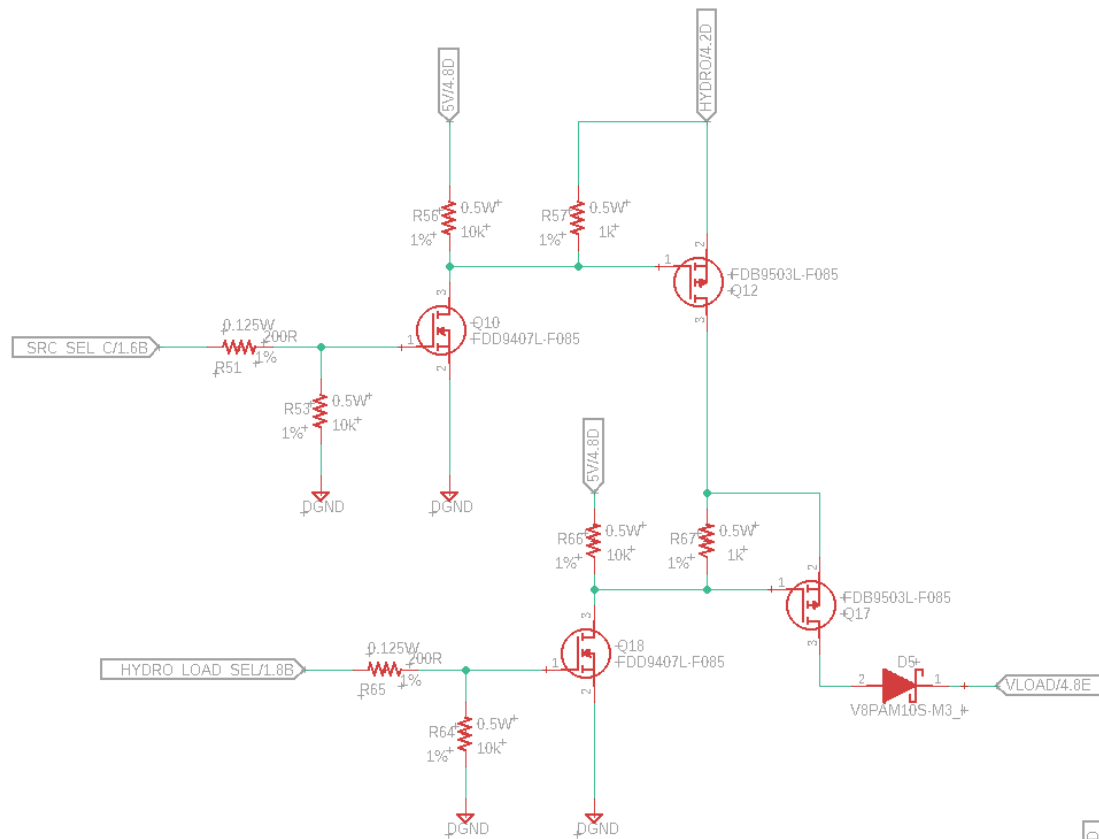 5V/4.8D
HYDRO/4.2D
R56
0.5W
1%
10k
R57
0.5W
1%
1k
2
1
FDB9503L-F085
Q12
3
3
Q10
FDD9407L-F085
1
2
SRC_SEL_C/1.6B
0.125W
200R
R51
1%
R53
0.5W
1%
10k
DGND
DGND
5V/4.8D
R66
0.5W
1%
10k
R67
0.5W
1%
1k
2
1
FDB9503L-F085
Q17
3
3
Q18
FDD9407L-F085
1
2
HYDRO_LOAD_SEL/1.8B
0.125W
200R
R65
1%
R64
0.5W
1%
10k
DGND
DGND
D5
2
1
V8PAM10S-M3_I
VLOAD/4.8E